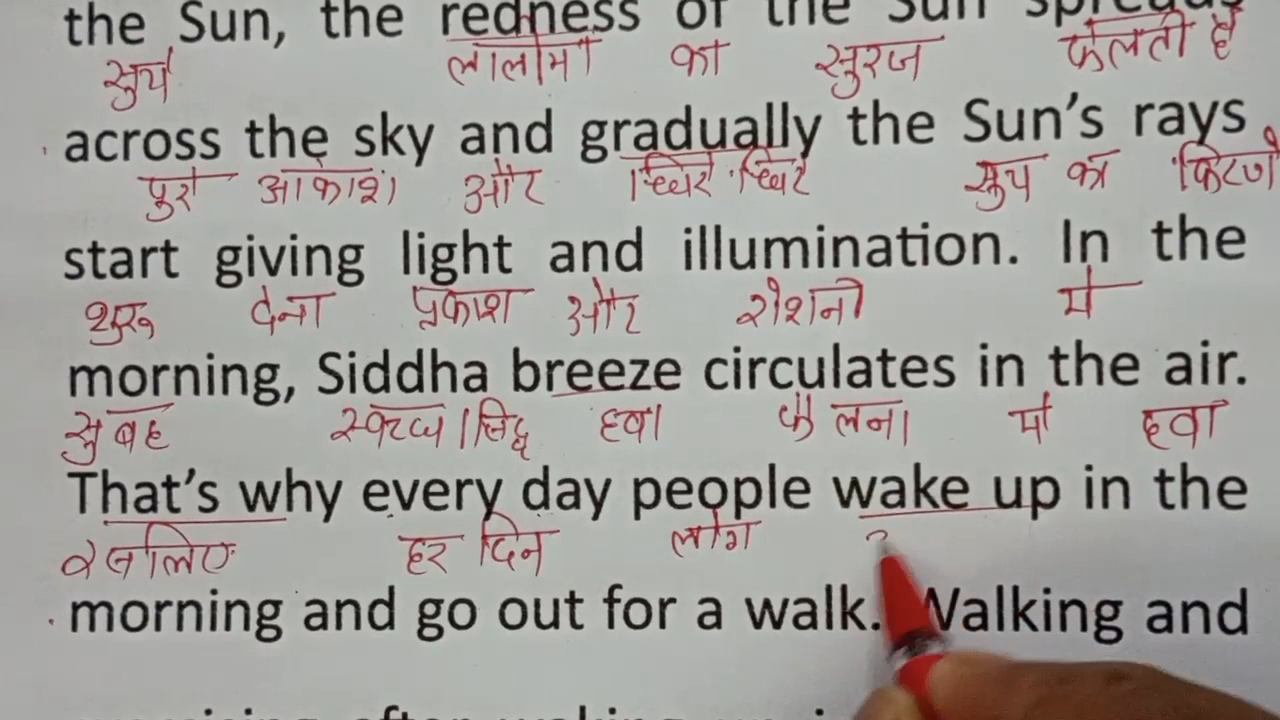 the Sun, the redness of the Sun spreads
सुर्य लालीमा का सुरज फेलती है
across the sky and gradually the Sun's rays
पुरा आकाश और धिरे धिरे सुर्य का किरणे
start giving light and illumination. In the
शुरू देना प्रकाश और रोशनी में
morning, Siddha breeze circulates in the air.
सुबह स्वच्छ/सिद्ध हवा फैलना में हवा
That's why every day people wake up in the
हर दिन लोग
morning and go out for a walk. Walking and